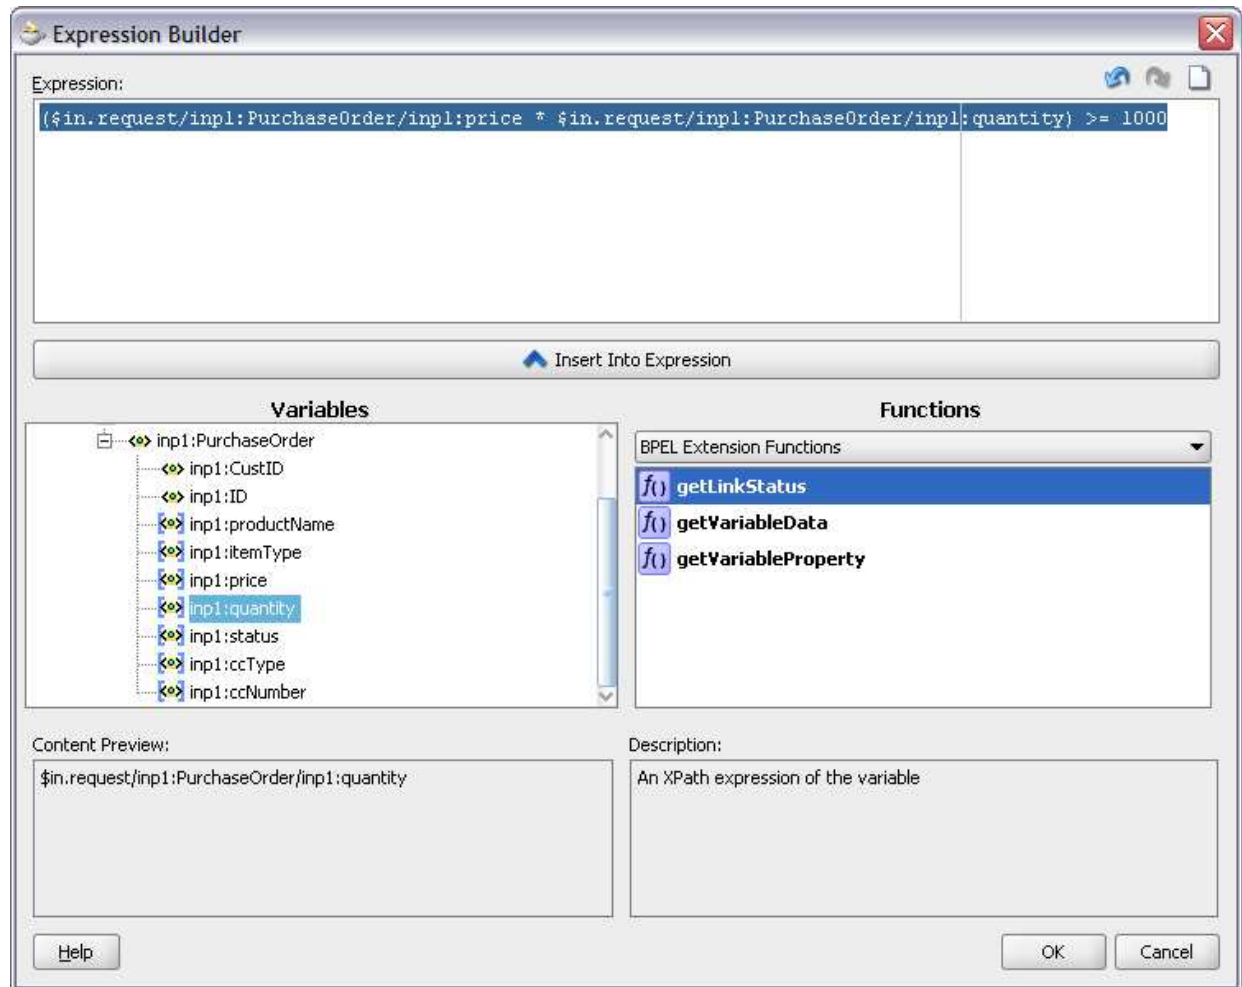 Expression Builder
Expression:
($in.request/inp1:PurchaseOrder/inp1:price * $in.request/inp1:PurchaseOrder/inp1:quantity) >= 1000
Insert Into Expression
Variables
inp1:PurchaseOrder
inp1:CustID
inp1:ID
inp1:productName
inp1:itemType
inp1:price
inp1:quantity
inp1:status
inp1:ccType
inp1:ccNumber
Functions
BPEL Extension Functions
f() getLinkStatus
f() getVariableData
f() getVariableProperty
Content Preview:
$in.request/inp1:PurchaseOrder/inp1:quantity
Description:
An XPath expression of the variable
Help
OK
Cancel